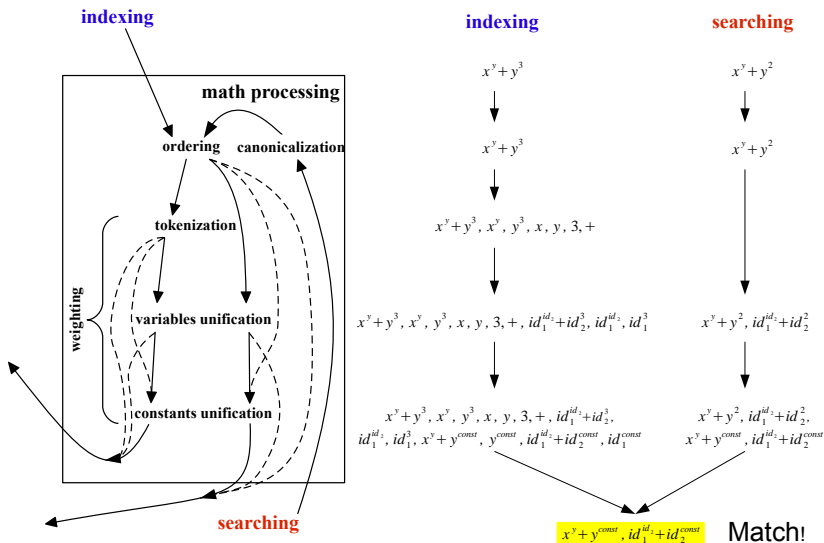 indexing
math processing
ordering
canonicalization
tokenization
weighting
variables unification
constants unification
searching
indexing
x^y + y^3
x^y + y^3
x^y + y^3, x^y, y^3, x, y, 3, +
x^y + y^3, x^y, y^3, x, y, 3, +, id_1^{id_2} + id_2^3, id_1^{id_2}, id_1^3
x^y + y^3, x^y, y^3, x, y, 3, +, id_1^{id_2} + id_2^3,
id_1^{id_2}, id_1^3, x^y + y^{const}, y^{const}, id_1^{id_2} + id_2^{const}, id_1^{const}
searching
x^y + y^2
x^y + y^2
x^y + y^2, id_1^{id_2} + id_2^2
x^y + y^2, id_1^{id_2} + id_2^2,
x^y + y^{const}, id_1^{id_2} + id_2^{const}
x^y + y^{const}, id_1^{id_2} + id_2^{const} Match!